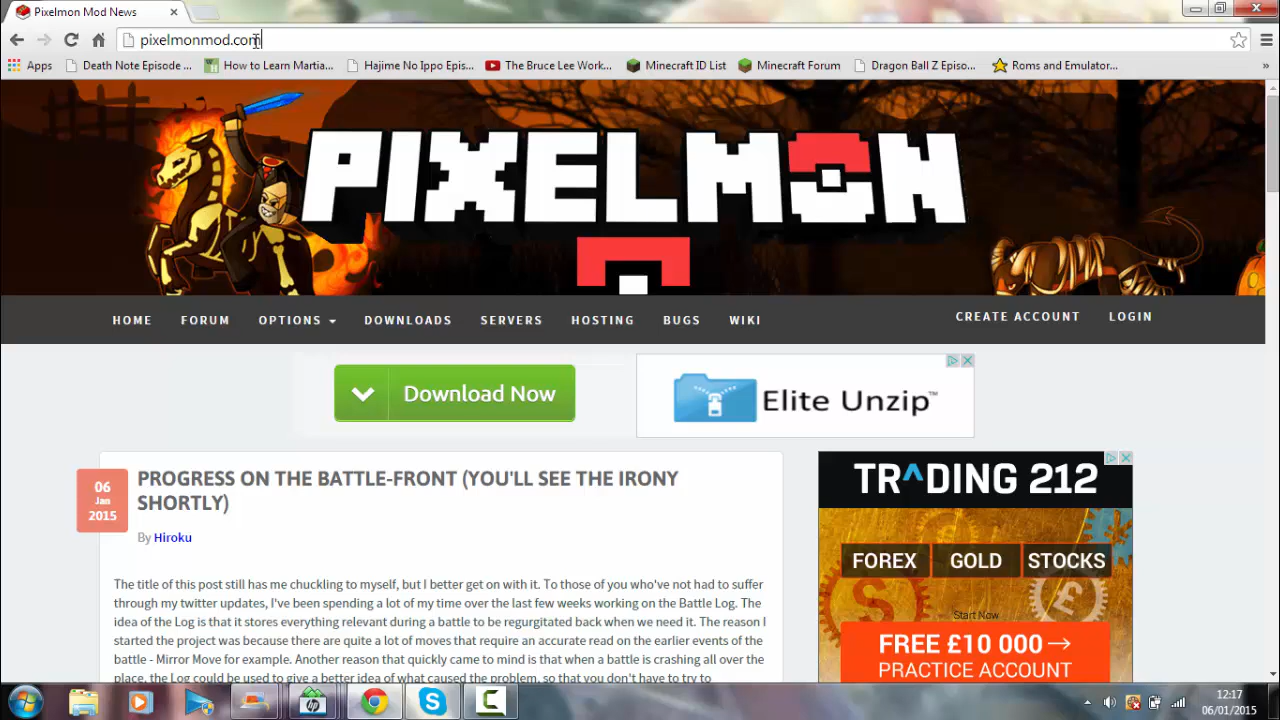 Pixelmon Mod News
pixelmonmod.com
Apps
Death Note Episode ...
How to Learn Martia...
Hajime No Ippo Epis...
The Bruce Lee Work...
Minecraft ID List
Minecraft Forum
Dragon Ball Z Episo...
Roms and Emulator...
»
PIXELMON
HOME
FORUM
OPTIONS
DOWNLOADS
SERVERS
HOSTING
BUGS
WIKI
CREATE ACCOUNT
LOGIN
Download Now
Elite Unzip™
06
Jan
2015
PROGRESS ON THE BATTLE-FRONT (YOU'LL SEE THE IRONY
SHORTLY)
By Hiroku
The title of this post still has me chuckling to myself, but I better get on with it. To those of you who've not had to suffer
through my twitter updates, I've been spending a lot of my time over the last few weeks working on the Battle Log. The
idea of the Log is that it stores everything relevant during a battle to be regurgitated back when we need it. The reason I
started the project was because there are quite a lot of moves that require an accurate read on the earlier events of the
battle - Mirror Move for example. Another reason that quickly came to mind is that when a battle is crashing all over the
place, the Log could be used to give a better idea of what caused the problem, so that you don't have to try to
TRADING 212
FOREX
GOLD
STOCKS
Start Now
FREE £10 000 →
PRACTICE ACCOUNT
hp
12:17
06/01/2015